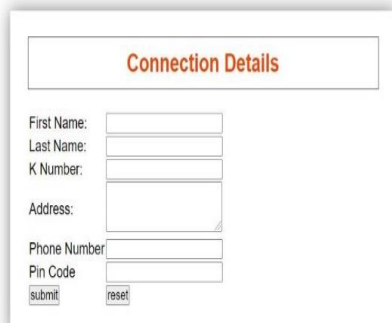 Connection Details
First Name:
Last Name:
K Number:
Address:
Phone Number
Pin Code
submit reset